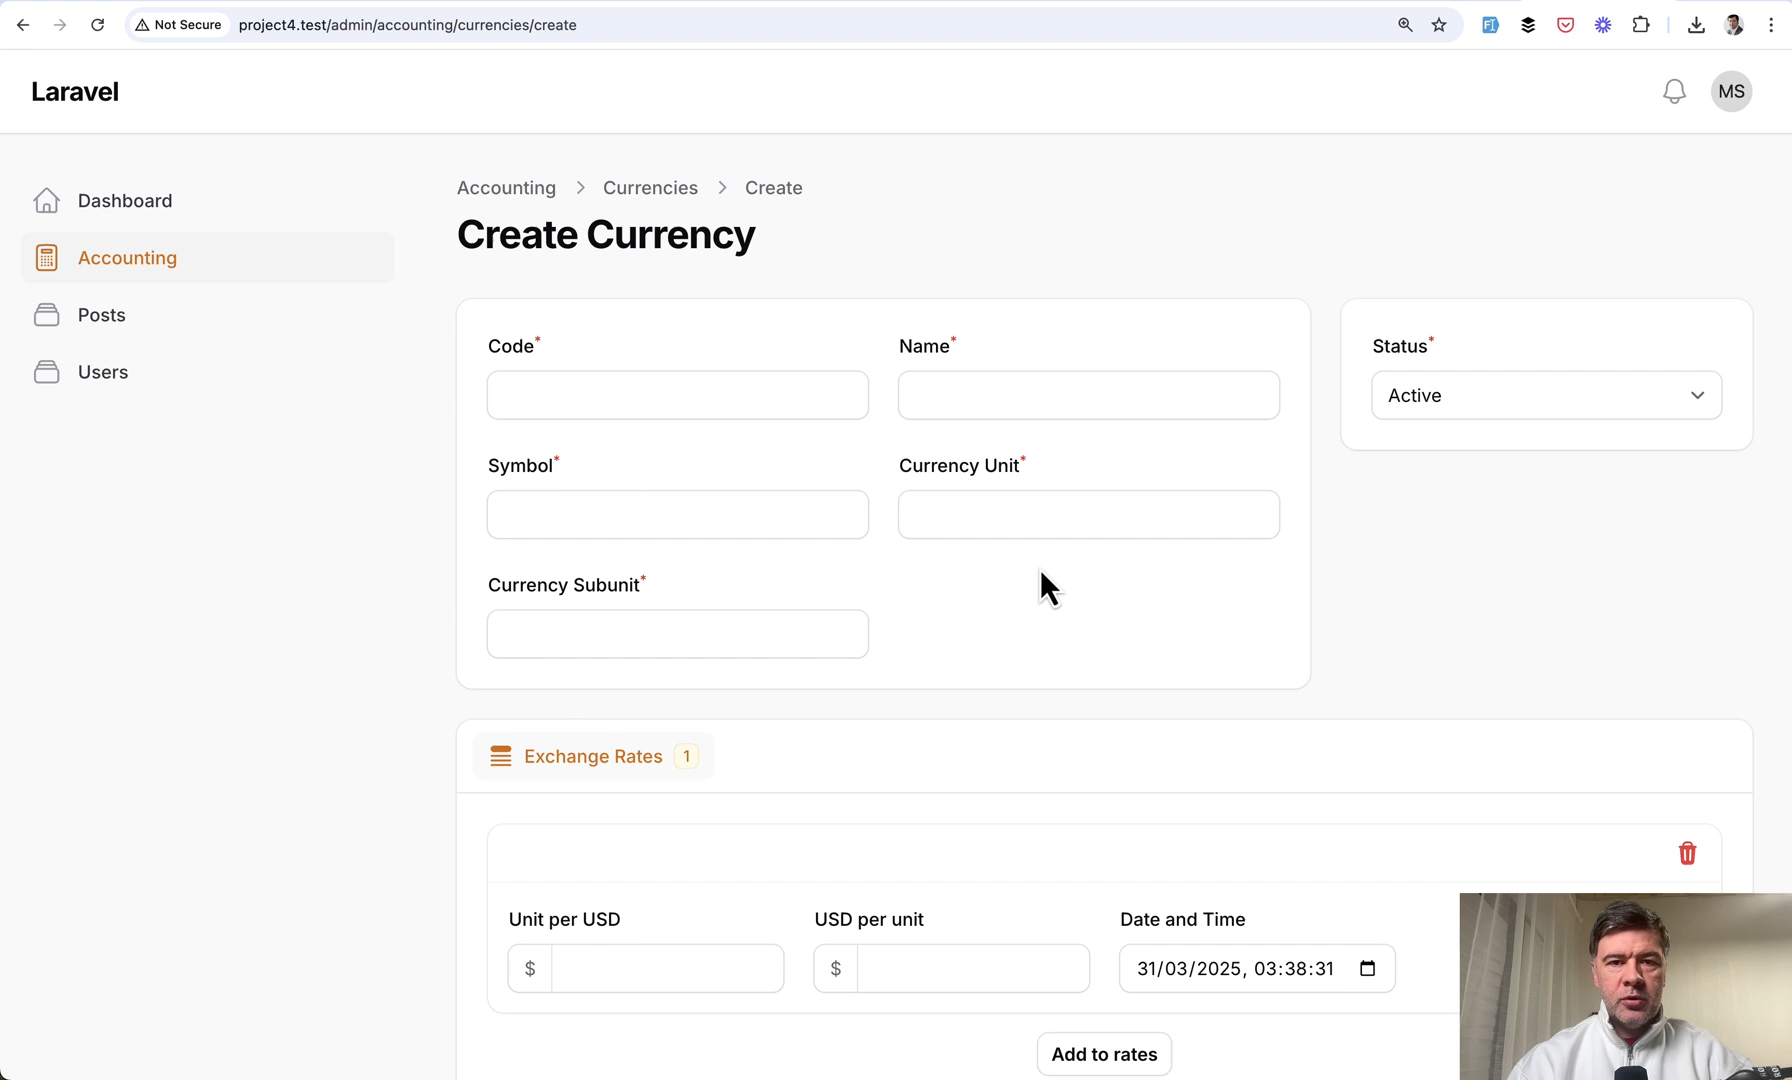 Not Secure project4.test/admin/accounting/currencies/create
Laravel
MS
Dashboard
Accounting
Posts
Users
Accounting > Currencies > Create
Create Currency
Code* Name*
Status*
Active
Symbol* Currency Unit*
Currency Subunit*
Exchange Rates 1
Unit per USD USD per unit Date and Time
$ $ 31/03/2025, 03:38:31
Add to rates